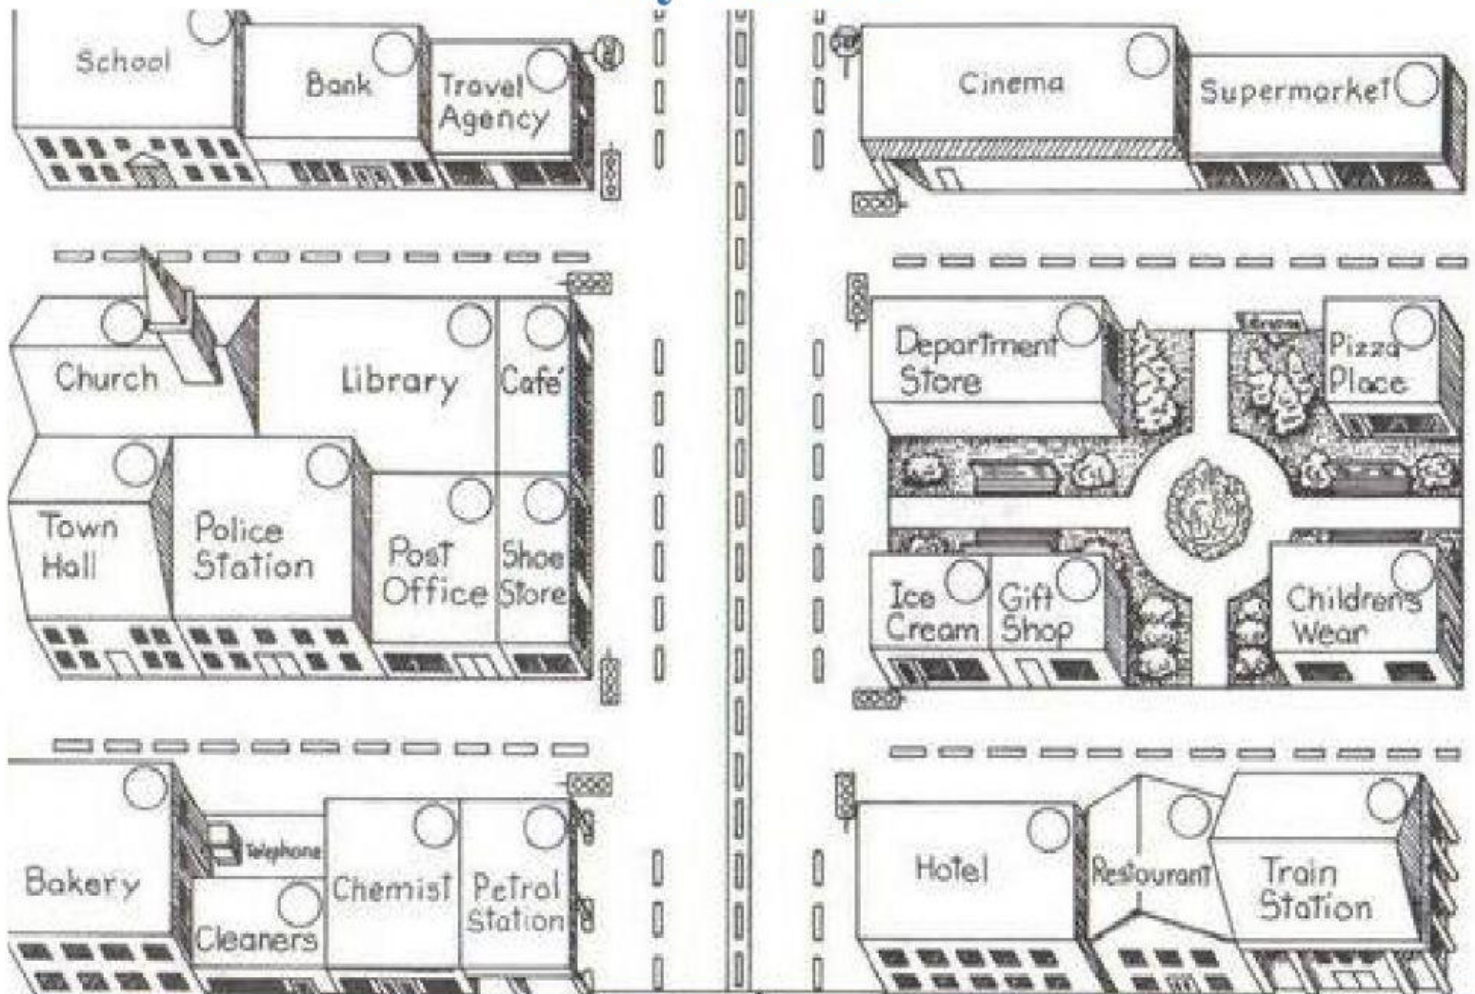 School
Bank
Travel
Agency
Cinema
Supermarket
Church
Library
Café
Department
Store
Pizza
Place
Town
Hall
Police
Station
Post
Office
Shoe
Store
Ice
Cream
Gift
Shop
Children's
Wear
Bakery
Telephone
Cleaners
Chemist
Petrol
Station
Hotel
Restaurant
Train
Station